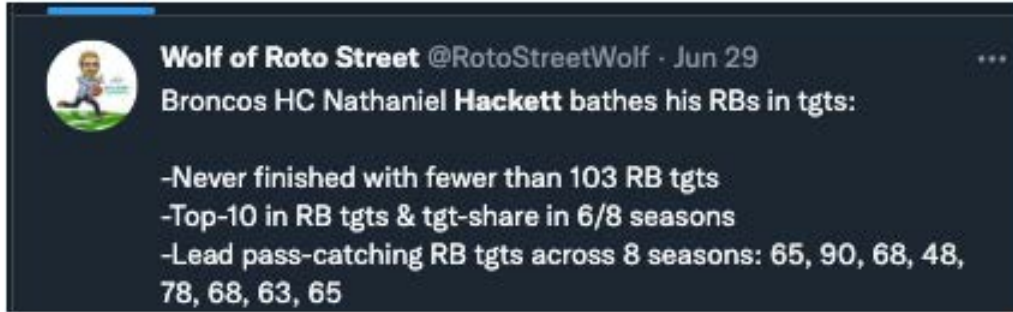 Wolf of Roto Street @RotoStreetWolf · Jun 29 ...
Broncos HC Nathaniel Hackett bathes his RBs in tgts:
-Never finished with fewer than 103 RB tgts
-Top-10 in RB tgts & tgt-share in 6/8 seasons
-Lead pass-catching RB tgts across 8 seasons: 65, 90, 68, 48,
78, 68, 63, 65